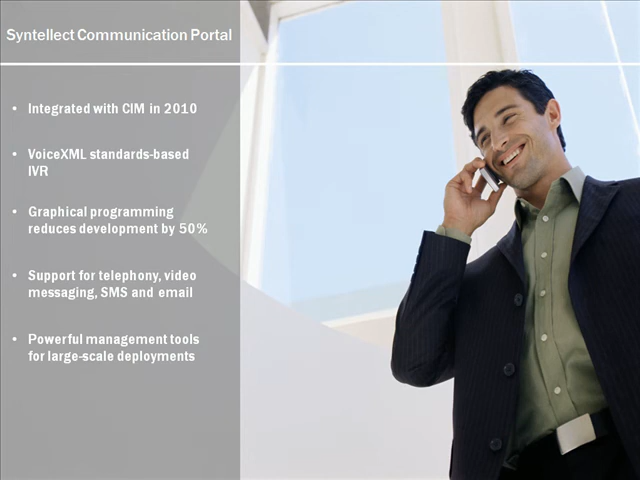 Syntellect Communication Portal
• Integrated with CIM in 2010
• VoiceXML standards-based
IVR
• Graphical programming
reduces development by 50%
• Support for telephony, video
messaging, SMS and email
• Powerful management tools
for large-scale deployments